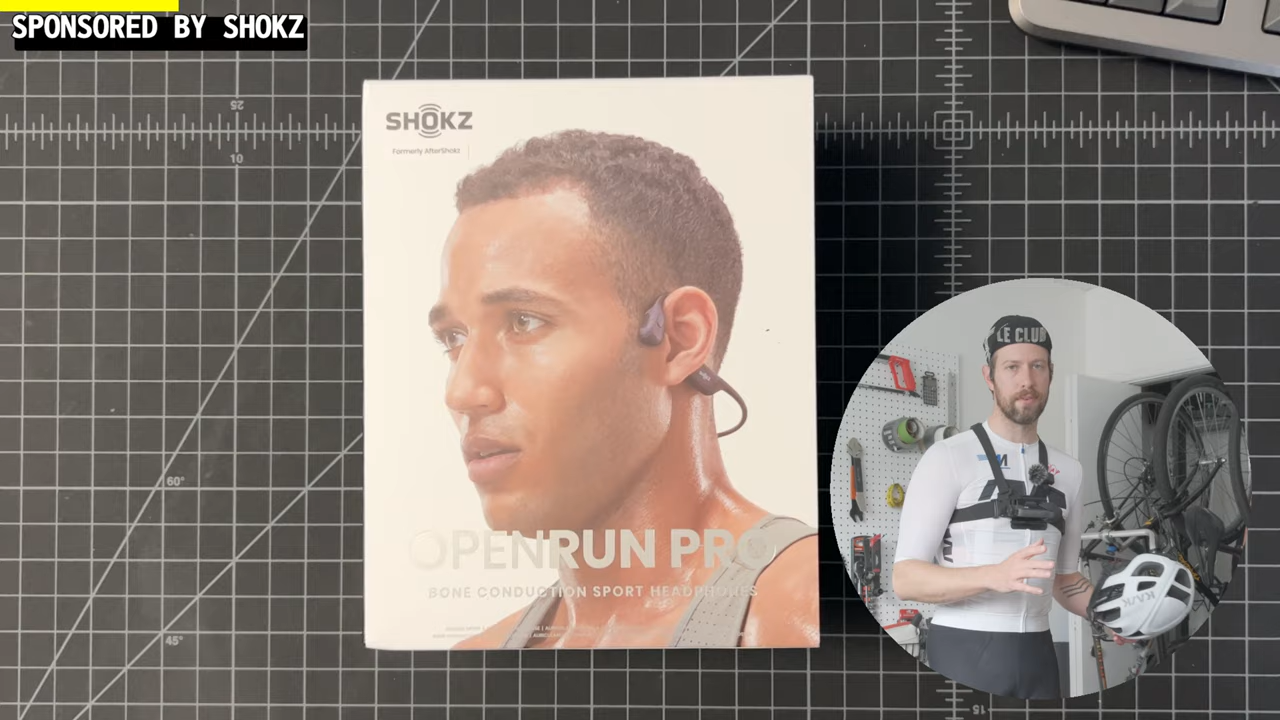 SPONSORED BY SHOKZ
25
10
SHOKZ
Formerly AfterShokz
LE CLUB
OPENRUN PRO
BONE CONDUCTION SPORT HEADPHONES
60°
45°
KASK
15